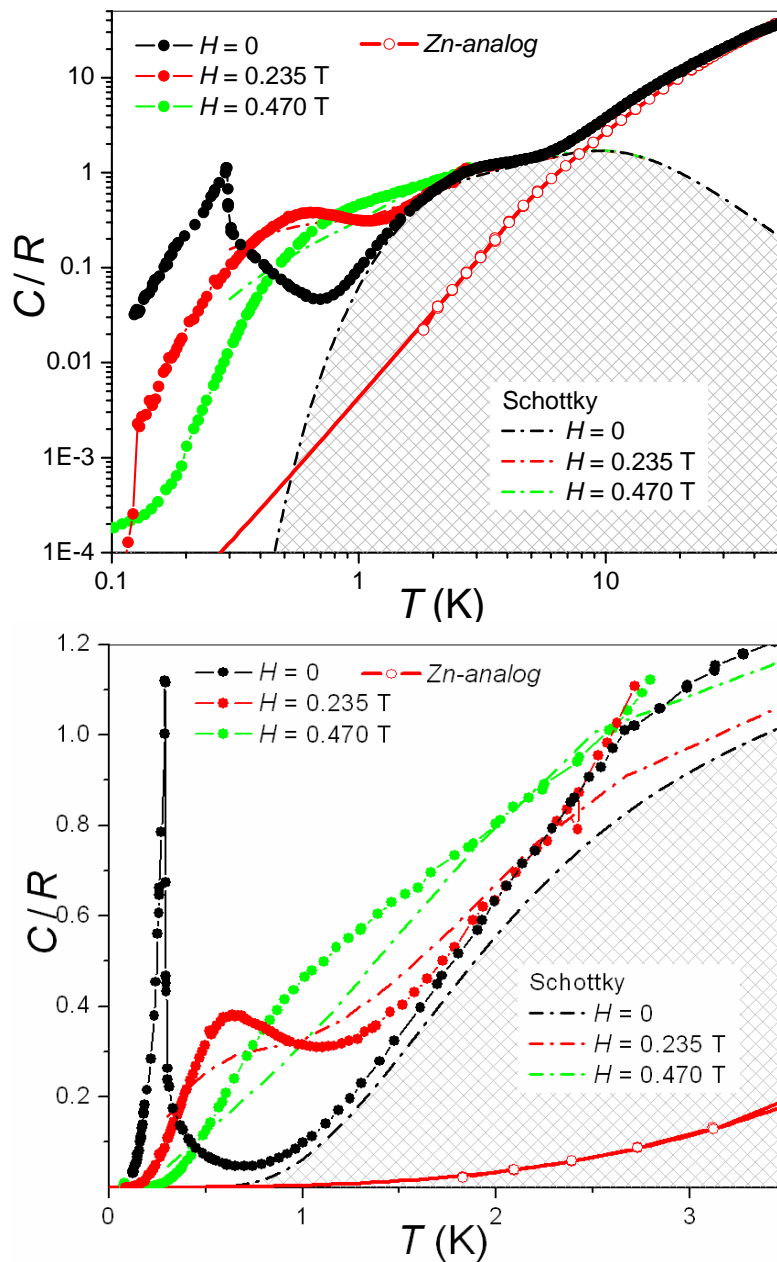 H = 0
H = 0.235 T
H = 0.470 T
Zn-analog
10
1
0.1
0.01
1E-3
1E-4
C/R
Schottky
H = 0
H = 0.235 T
H = 0.470 T
0.1
1
10
T (K)
1.2
1.0
0.8
0.6
0.4
0.2
C/R
H = 0
H = 0.235 T
H = 0.470 T
Zn-analog
Schottky
H = 0
H = 0.235 T
H = 0.470 T
0
1
2
3
T (K)